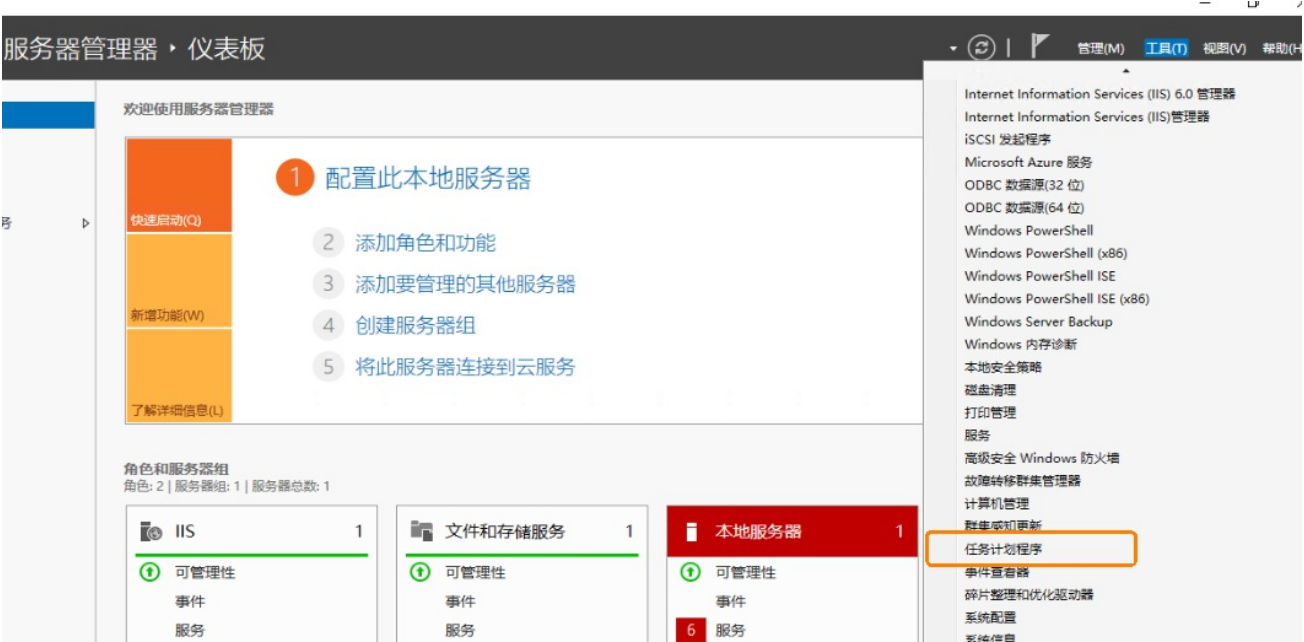 服务器管理器 ‣ 仪表板
管理(M) 工具(T) 视图(V) 帮助(H
欢迎使用服务器管理器
快速启动(Q)
新增功能(W)
了解详细信息(L)
1 配置此本地服务器
2 添加角色和功能
3 添加要管理的其他服务器
4 创建服务器组
5 将此服务器连接到云服务
务
角色和服务器组
角色: 2 | 服务器组: 1 | 服务器总数: 1
IIS 1
可管理性
事件
服务
文件和存储服务 1
可管理性
事件
服务
本地服务器 1
可管理性
事件
6 服务
Internet Information Services (IIS) 6.0 管理器
Internet Information Services (IIS)管理器
iSCSI 发起程序
Microsoft Azure 服务
ODBC 数据源(32 位)
ODBC 数据源(64 位)
Windows PowerShell
Windows PowerShell (x86)
Windows PowerShell ISE
Windows PowerShell ISE (x86)
Windows Server Backup
Windows 内存诊断
本地安全策略
磁盘清理
打印管理
服务
高级安全 Windows 防火墙
故障转移群集管理器
计算机管理
群集感知更新
任务计划程序
事件查看器
碎片整理和优化驱动器
系统配置
系统信息